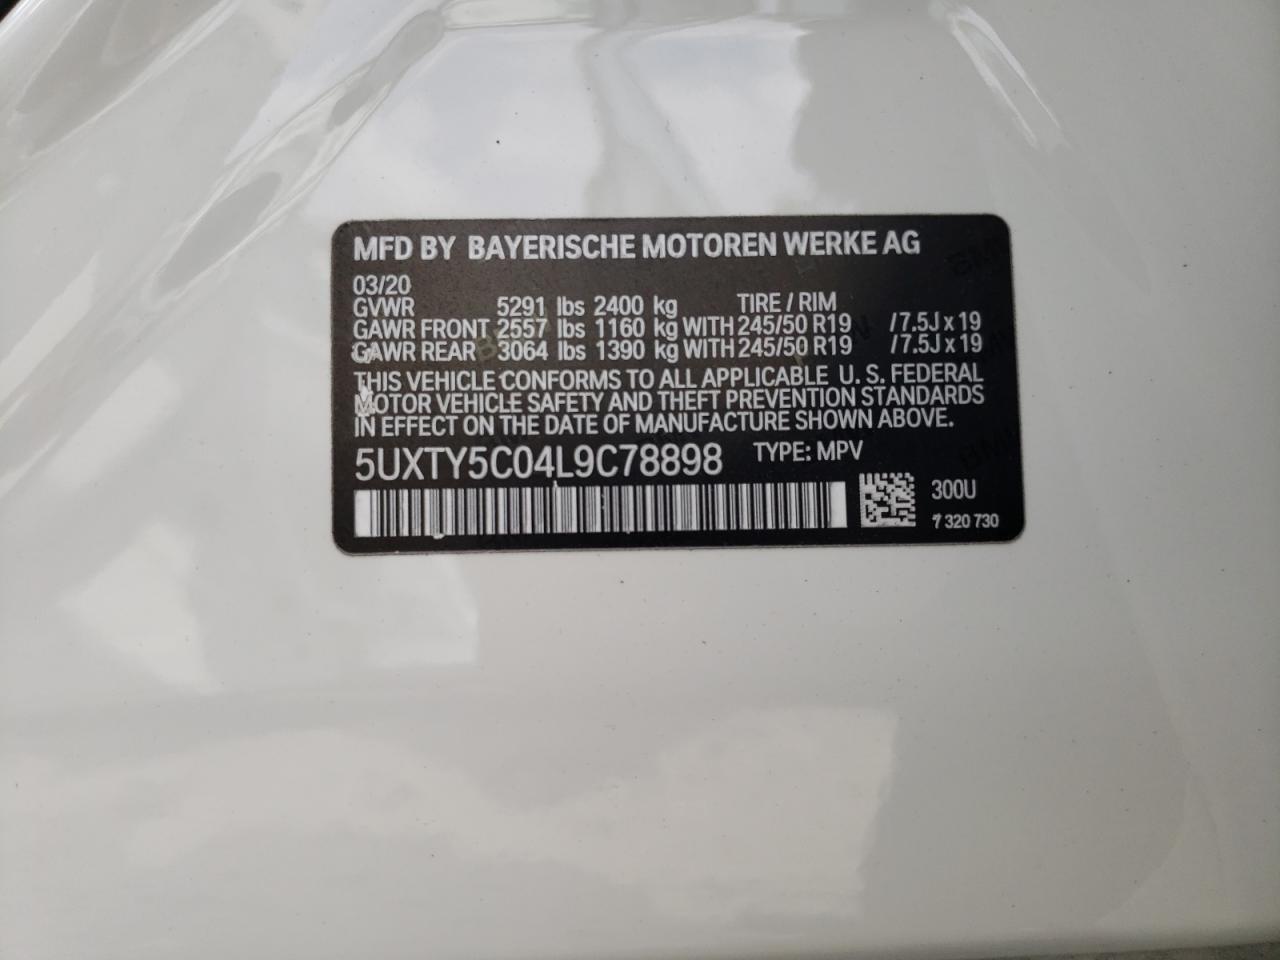 MFD BY BAYERISCHE MOTOREN WERKE AG
03/20
GVWR 5291 lbs 2400 kg TIRE / RIM
GAWR FRONT 2557 lbs 1160 kg WITH 245/50 R19 /7.5J x 19
GAWR REAR 3064 lbs 1390 kg WITH 245/50 R19 /7.5J x 19
THIS VEHICLE CONFORMS TO ALL APPLICABLE U. S. FEDERAL
MOTOR VEHICLE SAFETY AND THEFT PREVENTION STANDARDS
IN EFFECT ON THE DATE OF MANUFACTURE SHOWN ABOVE.
5UXTY5C04L9C78898 TYPE: MPV
300U
7 320 730